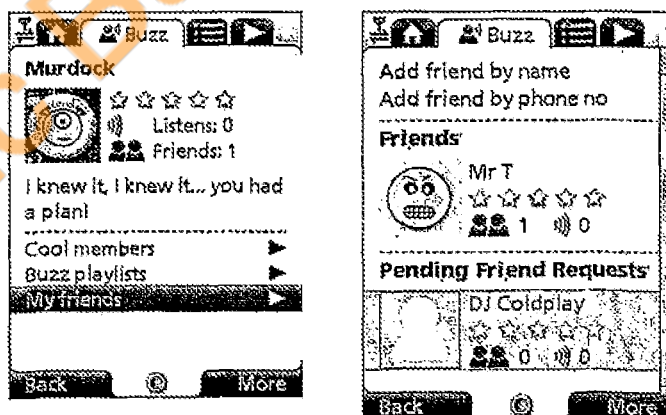 Buzz
Murdock
Listens: 0
Friends: 1
I knew it, I knew it... you had
a plan!
Cool members
Buzz playlists
My friends
Back
More
Buzz
Add friend by name
Add friend by phone no
Friends
Mr T
1 0
Pending Friend Requests
DJ Coldplay
0 0
Back
More